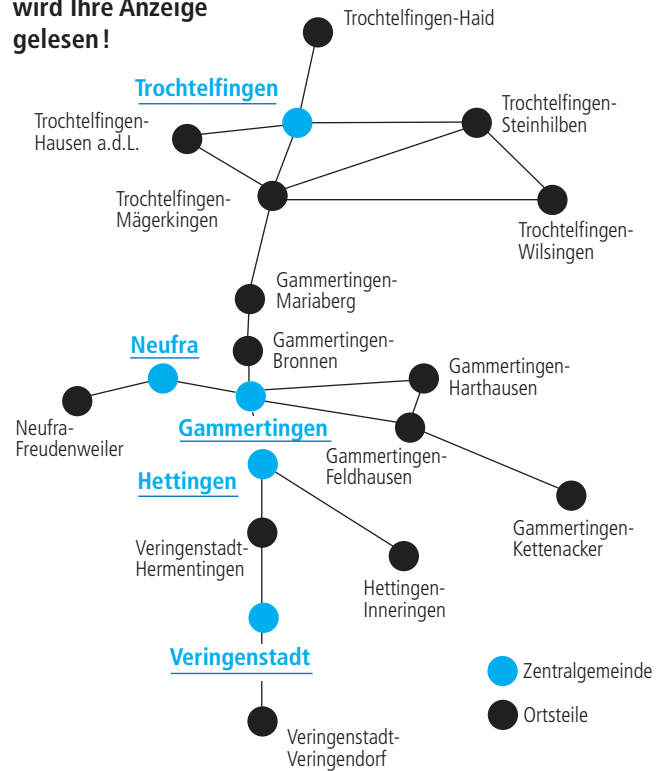 wird Ihre Anzeige
gelesen !
Trochtelfingen-Haid
Trochtelfingen
Trochtelfingen-
Steinhilben
Trochtelfingen-
Hausen a.d.L.
Trochtelfingen-
Mägerkingen
Trochtelfingen-
Wilsingen
Gammertingen-
Mariaberg
Neufra
Gammertingen-
Bronnen
Gammertingen-
Harthausen
Neufra-
Freudenweiler
Gammertingen
Gammertingen-
Feldhausen
Hettingen
Gammertingen-
Kettenacker
Veringenstadt-
Hermentingen
Hettingen-
Inneringen
Veringenstadt
Zentralgemeinde
Ortsteile
Veringenstadt-
Veringendorf